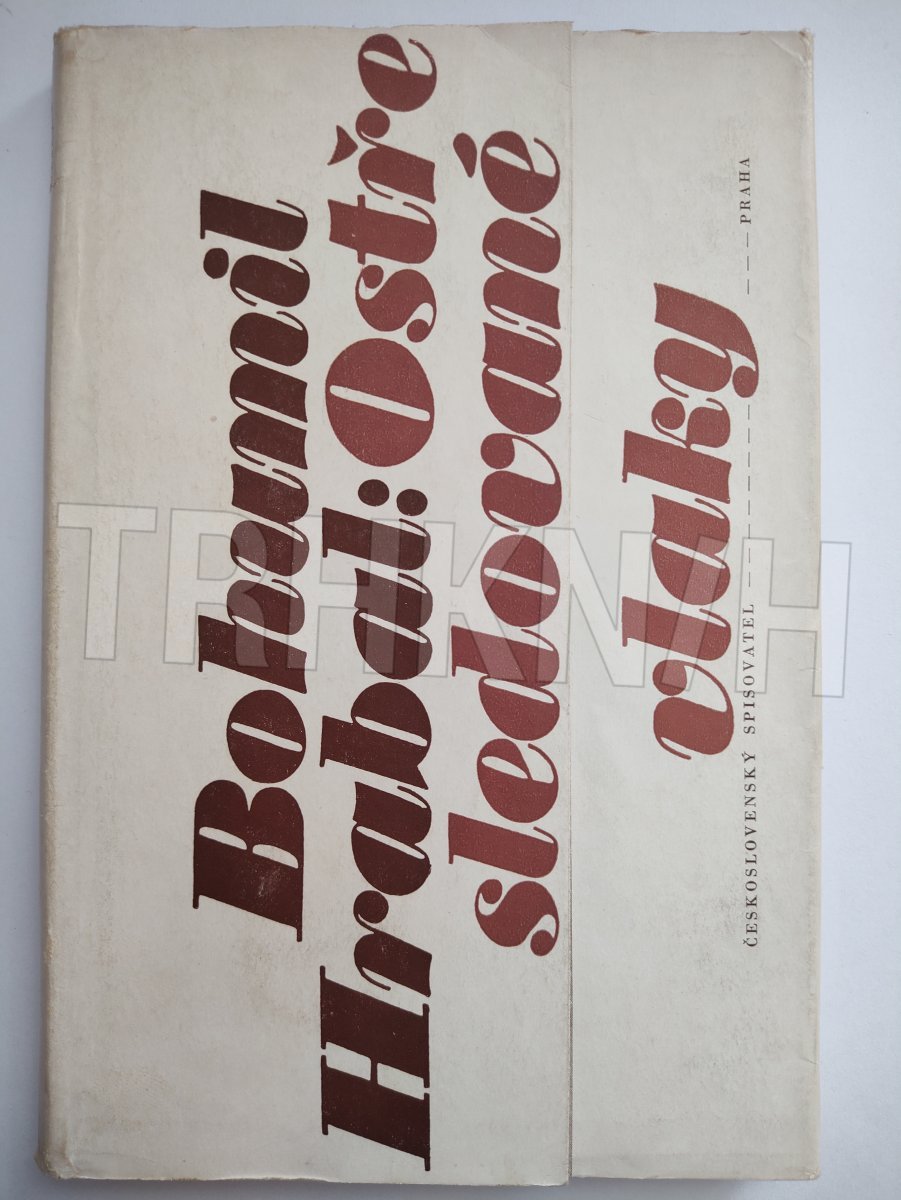 Bohumil
Hrabal: Ostře
sledované
vlaky
ČESKOSLOVENSKÝ SPISOVATEL — — — — — — — — — — — PRAHA
TRHKNIH